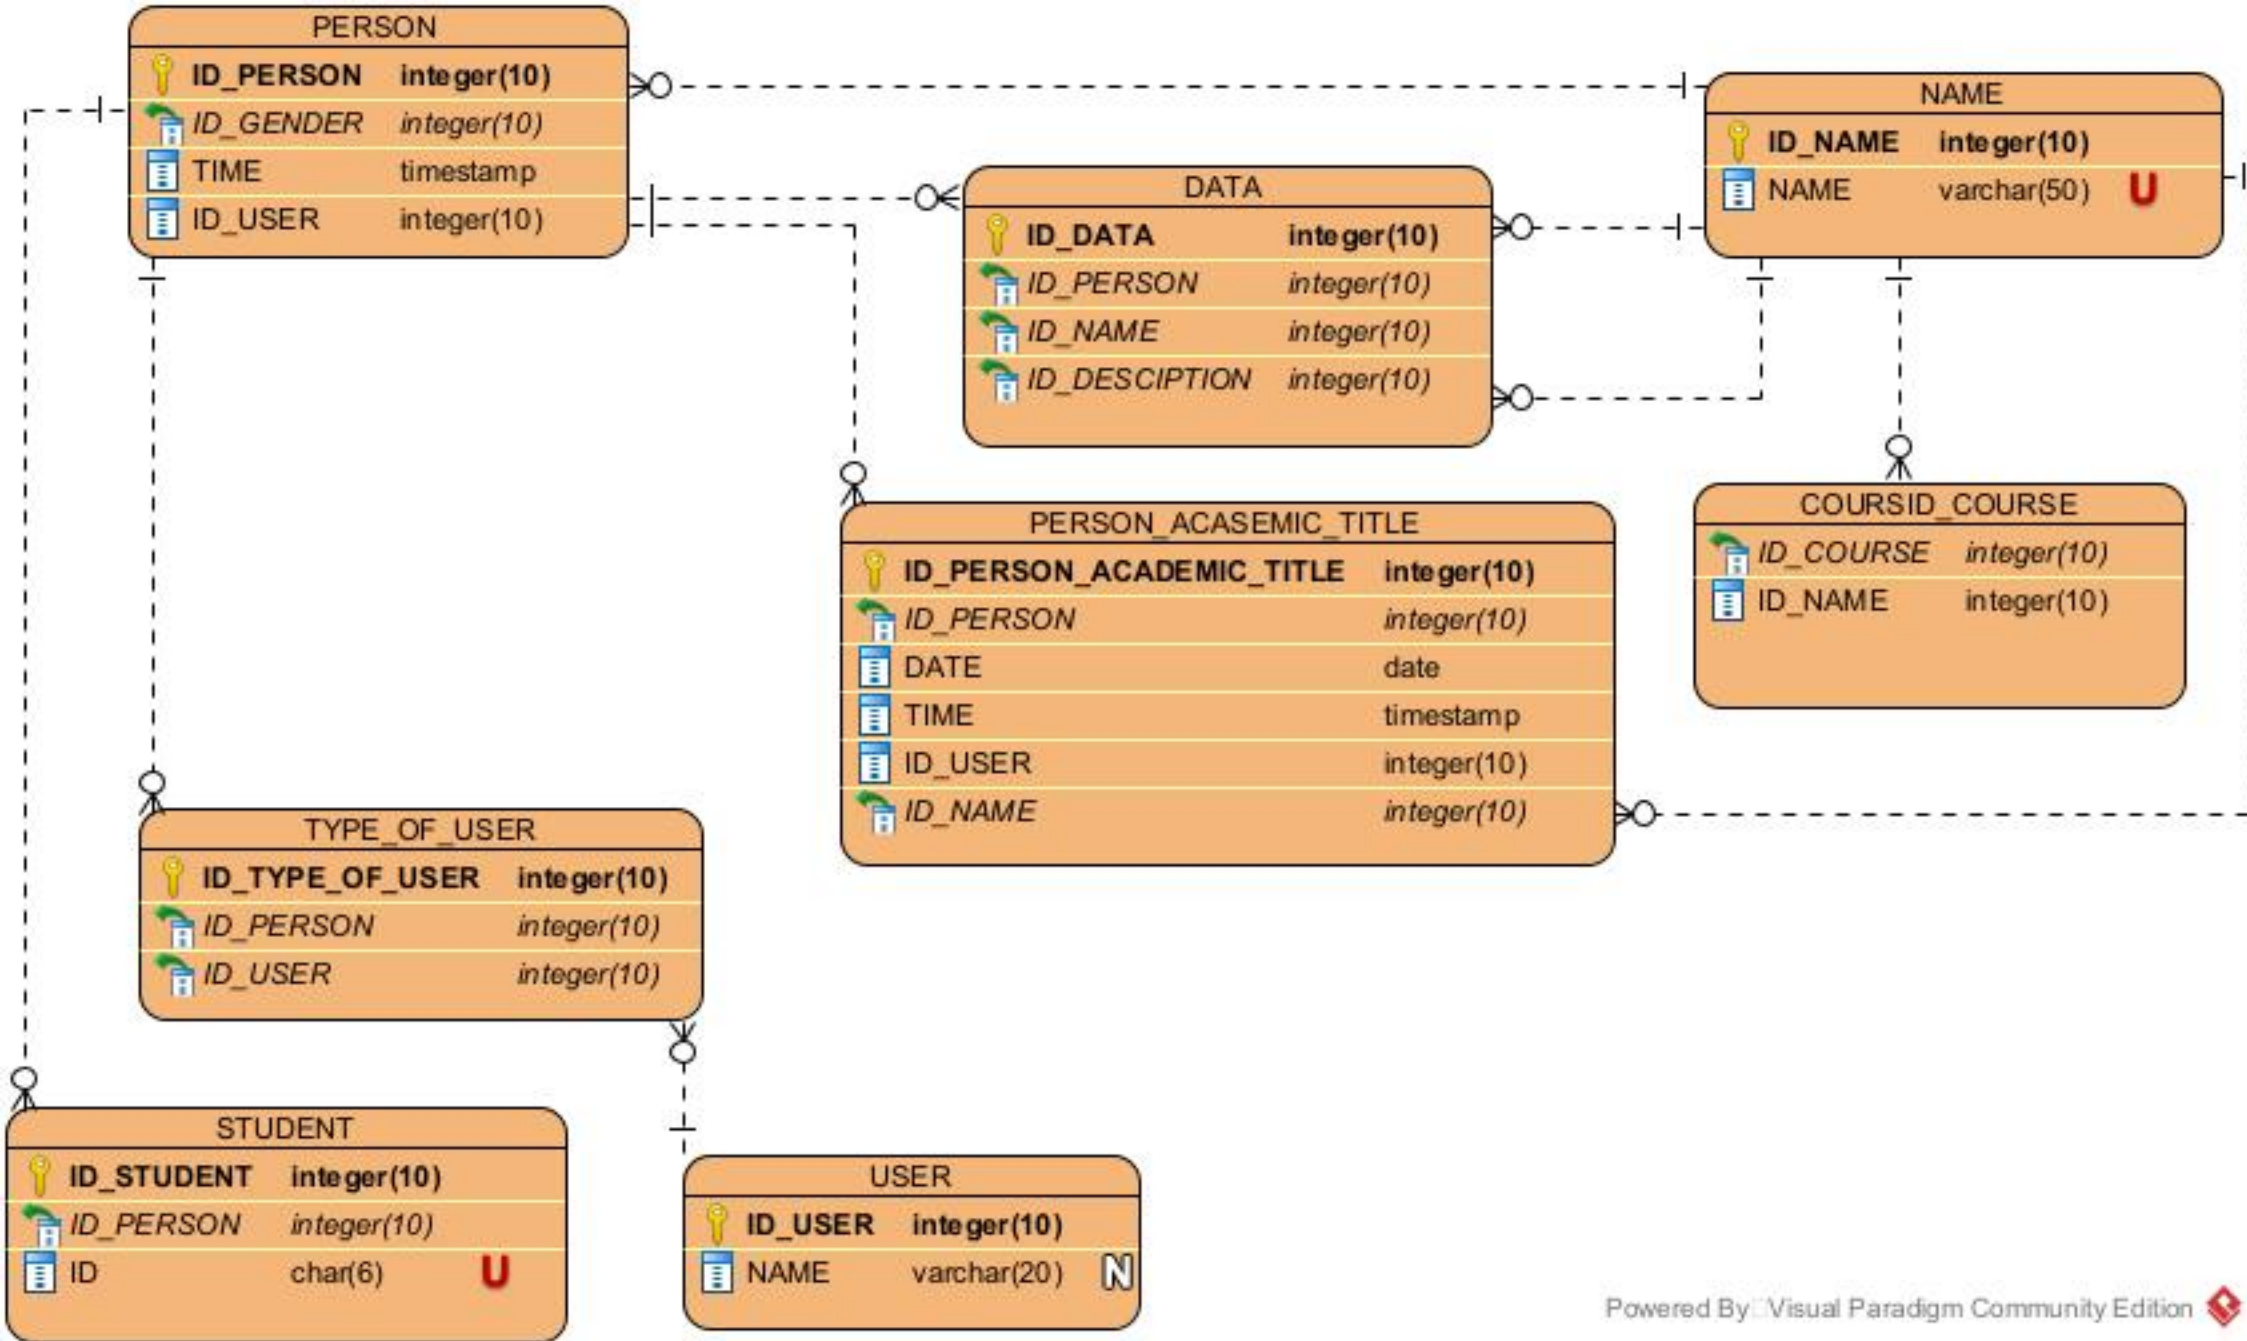 PERSON
ID_PERSON integer(10)
ID_GENDER integer(10)
TIME timestamp
ID_USER integer(10)
NAME
ID_NAME integer(10)
NAME varchar(50) U
DATA
ID_DATA integer(10)
ID_PERSON integer(10)
ID_NAME integer(10)
ID_DESCIPTION integer(10)
PERSON_ACASEMIC_TITLE
ID_PERSON_ACADEMIC_TITLE integer(10)
ID_PERSON integer(10)
DATE date
TIME timestamp
ID_USER integer(10)
ID_NAME integer(10)
COURSID_COURSE
ID_COURSE integer(10)
ID_NAME integer(10)
TYPE_OF_USER
ID_TYPE_OF_USER integer(10)
ID_PERSON integer(10)
ID_USER integer(10)
STUDENT
ID_STUDENT integer(10)
ID_PERSON integer(10)
ID char(6) U
USER
ID_USER integer(10)
NAME varchar(20) N
Powered By Visual Paradigm Community Edition